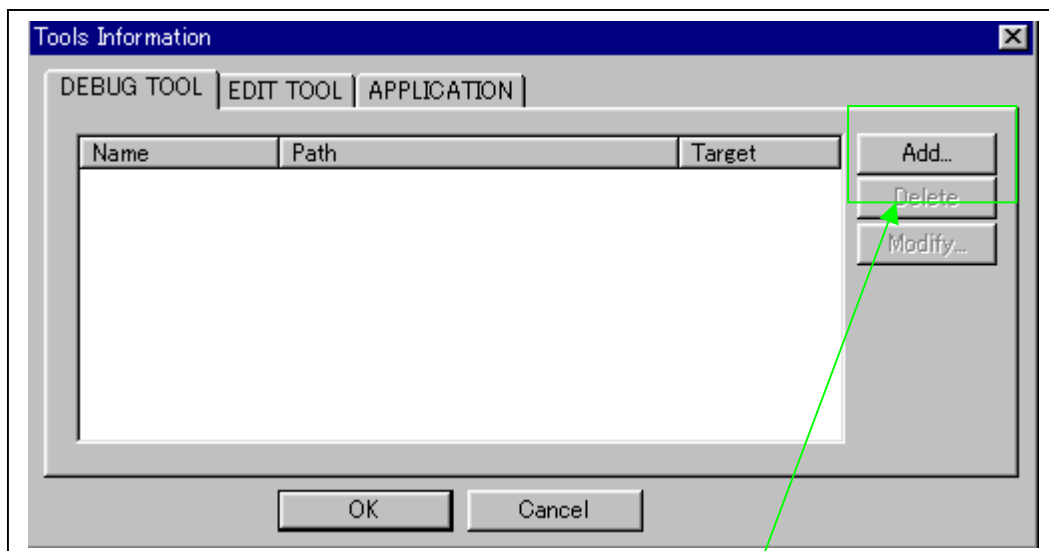 Tools Information
DEBUG TOOL EDIT TOOL APPLICATION
Name Path Target
Add...
Delete
Modify...
OK Cancel